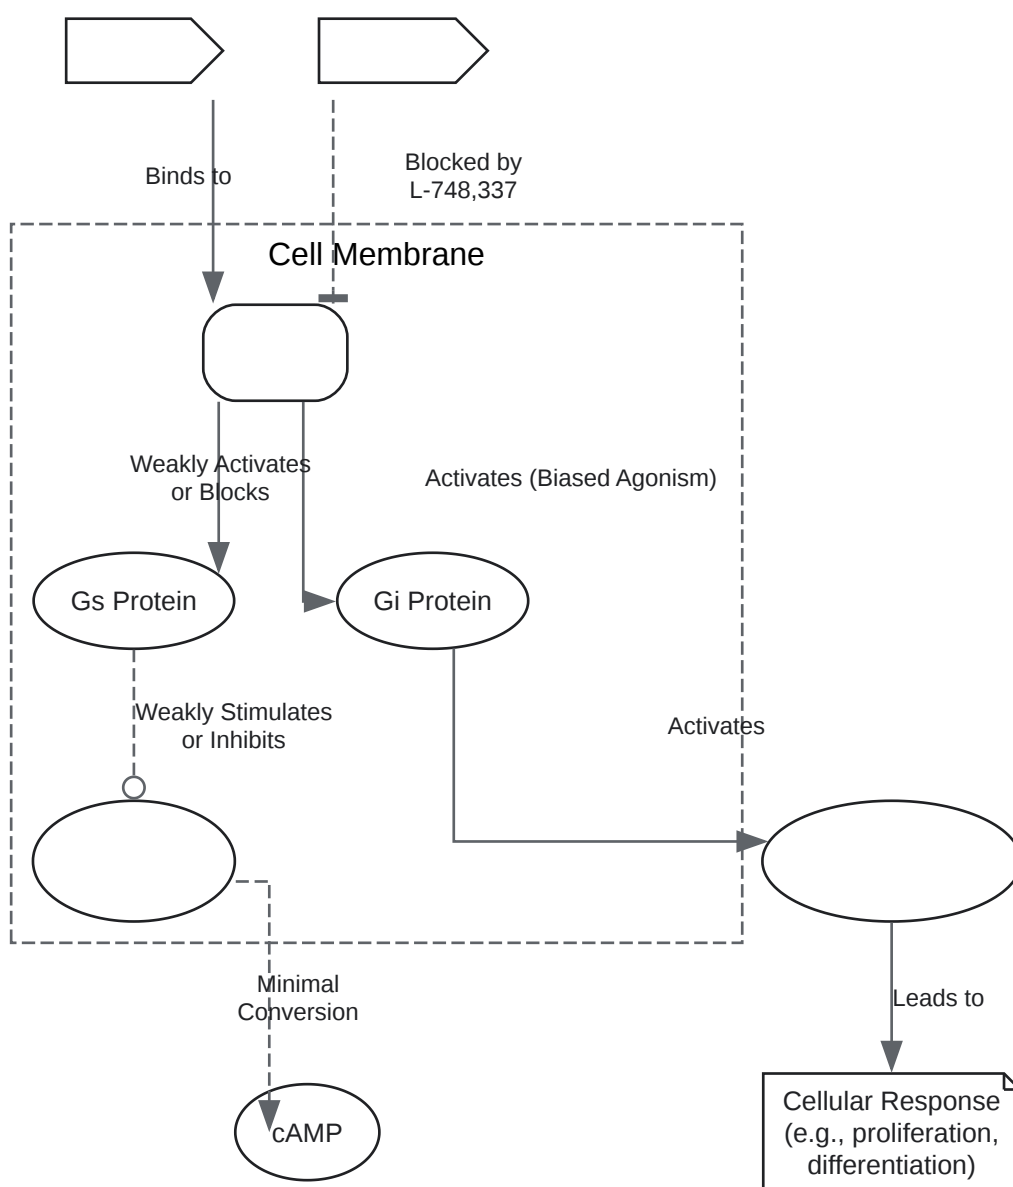 Binds to
Blocked by
L-748,337
Cell Membrane
Weakly Activates
or Blocks
Activates (Biased Agonism)
Gs Protein
Gi Protein
Weakly Stimulates
or Inhibits
Activates
Minimal
Conversion
Leads to
cAMP
Cellular Response
(e.g., proliferation,
differentiation)